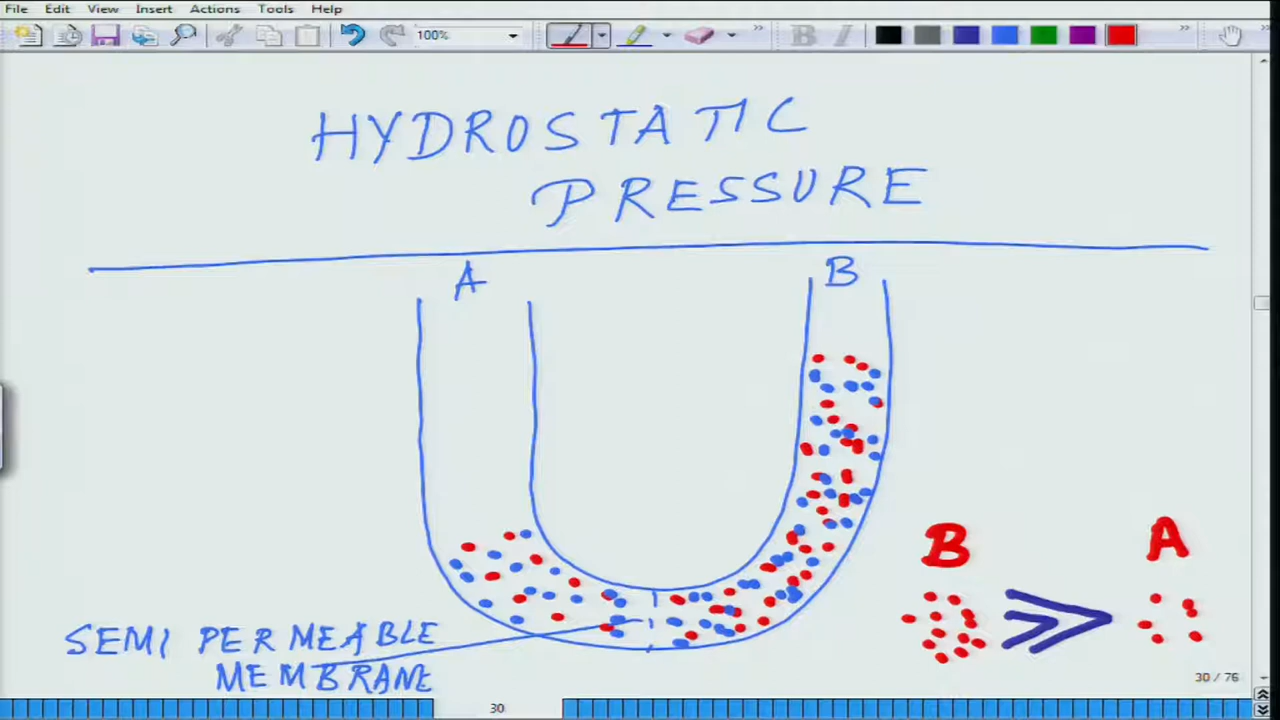 File Edit View Insert Actions Tools Help
100%
B I
HYDROSTATIC
PRESSURE
A B
B A
SEMI PERMEABLE
MEMBRANE
30 / 76
30